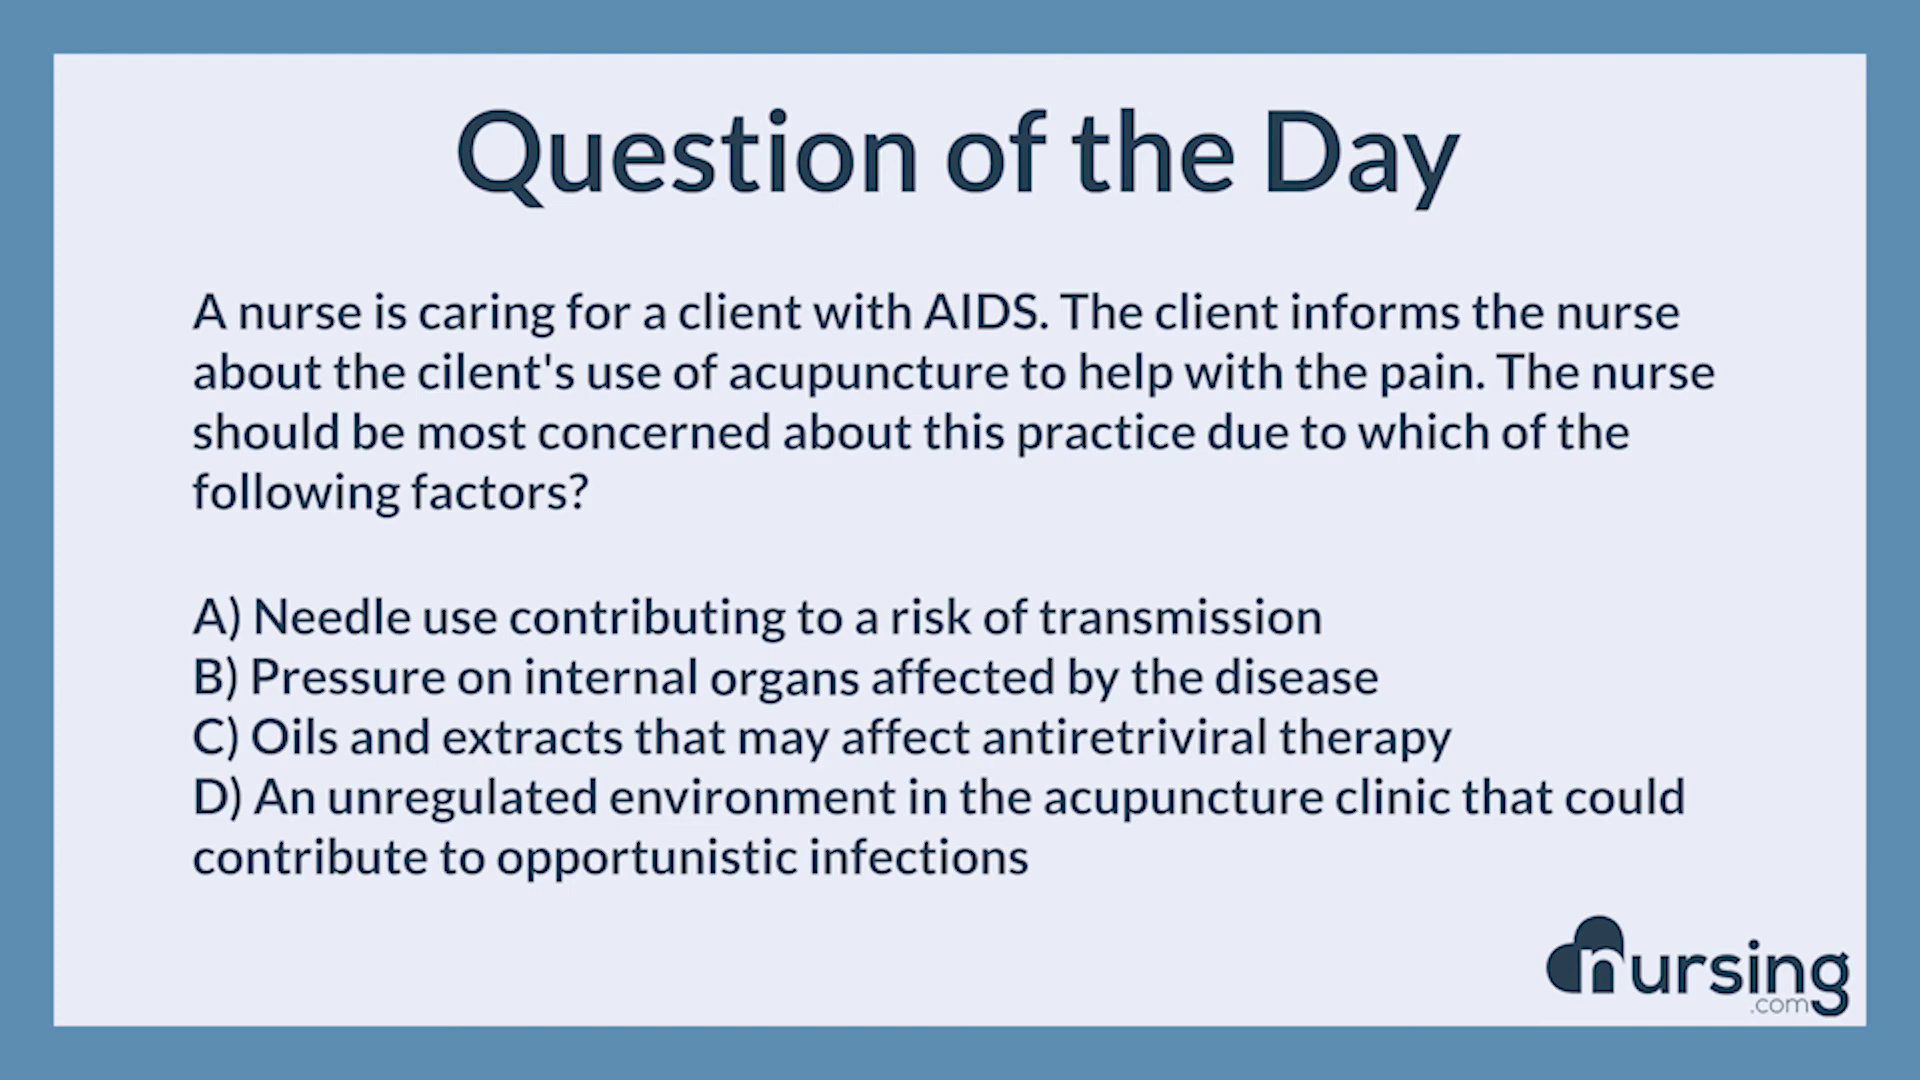 Question of the Day
A nurse is caring for a client with AIDS. The client informs the nurse
about the cilent's use of acupuncture to help with the pain. The nurse
should be most concerned about this practice due to which of the
following factors?
A) Needle use contributing to a risk of transmission
B) Pressure on internal organs affected by the disease
C) Oils and extracts that may affect antiretriviral therapy
D) An unregulated environment in the acupuncture clinic that could
contribute to opportunistic infections
nursing
.com